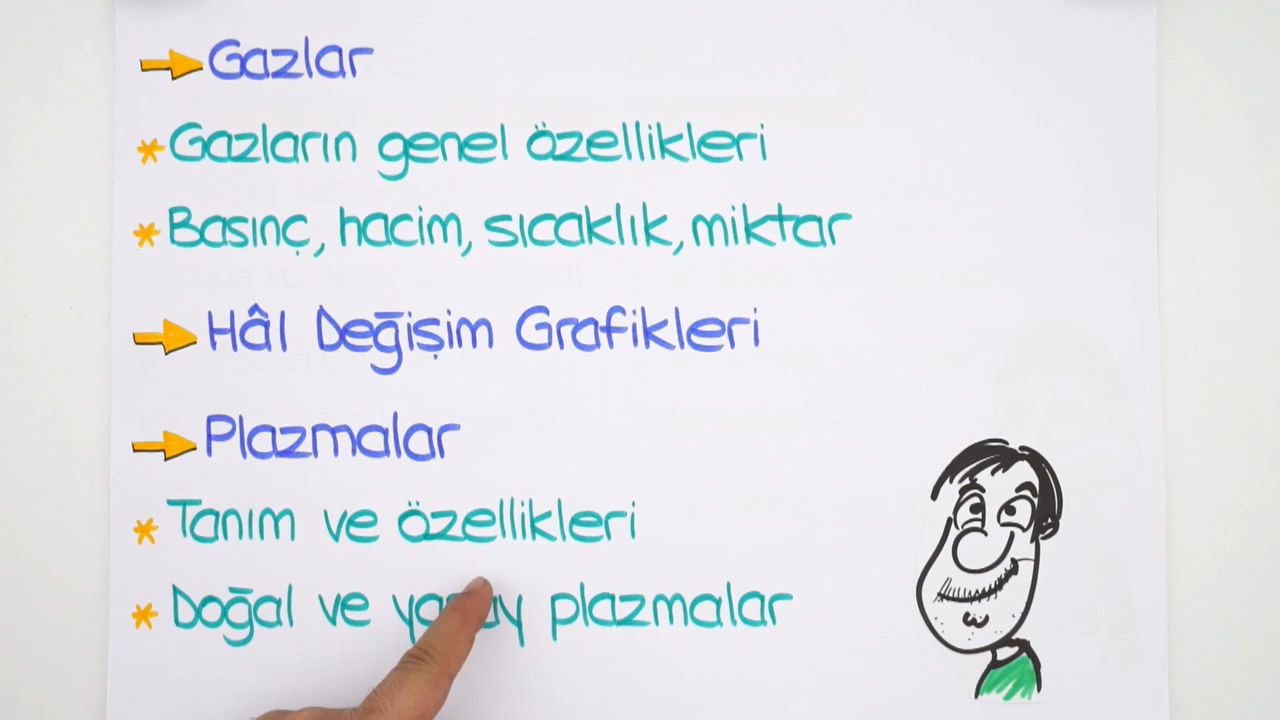 Gazlar
* Gazların genel özellikleri
* Basınç, hacim, sıcaklık, miktar
Hâl Değişim Grafikleri
Plazmalar
* Tanım ve özellikleri
* Doğal ve plazmalar